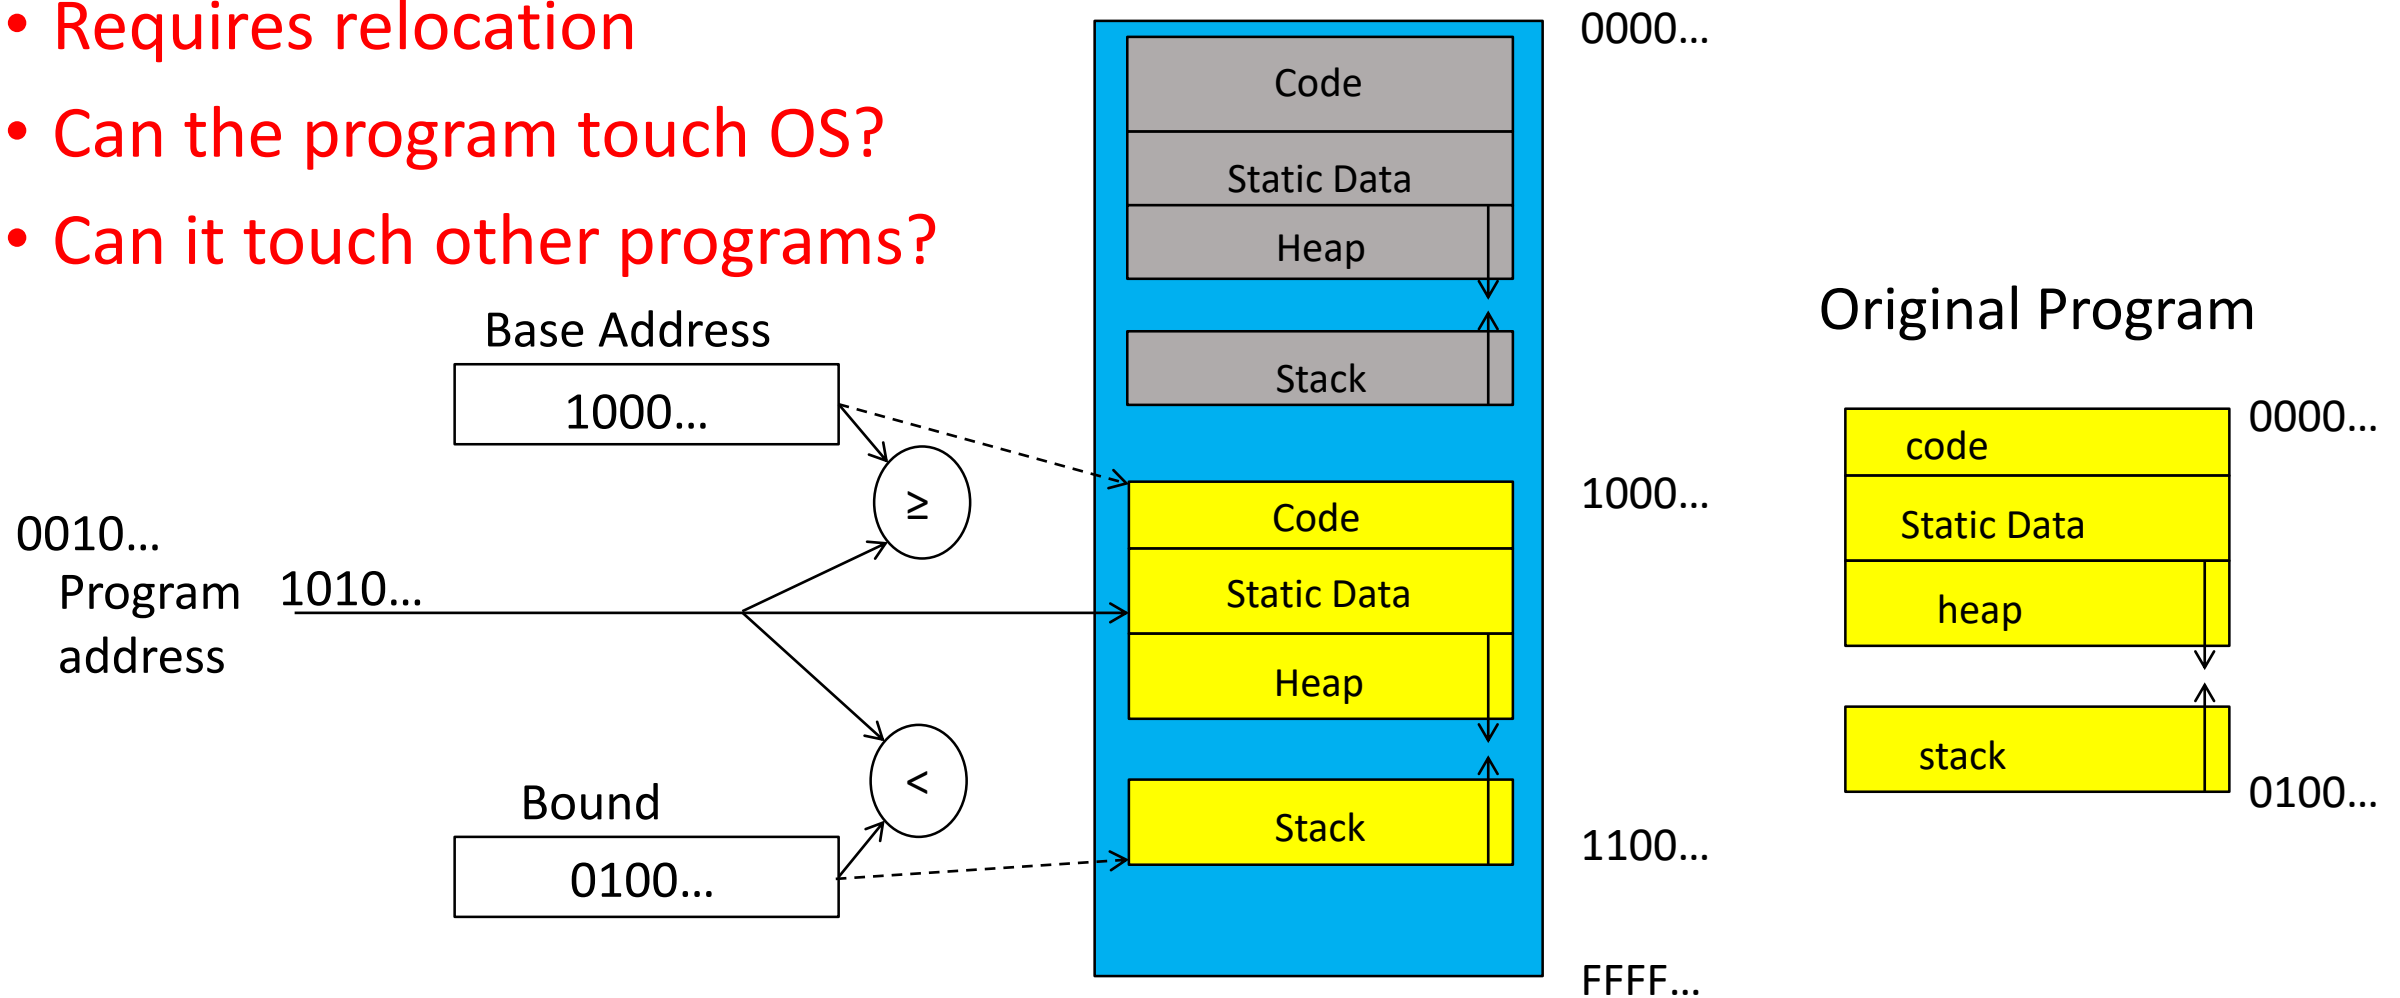 • Requires relocation
• Can the program touch OS?
• Can it touch other programs?
Base Address
1000...
≥
0010...
Program address
1010...
<
Bound
0100...
Code
Static Data
Heap
Stack
Code
Static Data
Heap
Stack
0000...
1000...
1100...
FFFF...
Original Program
code
Static Data
heap
stack
0000...
0100...